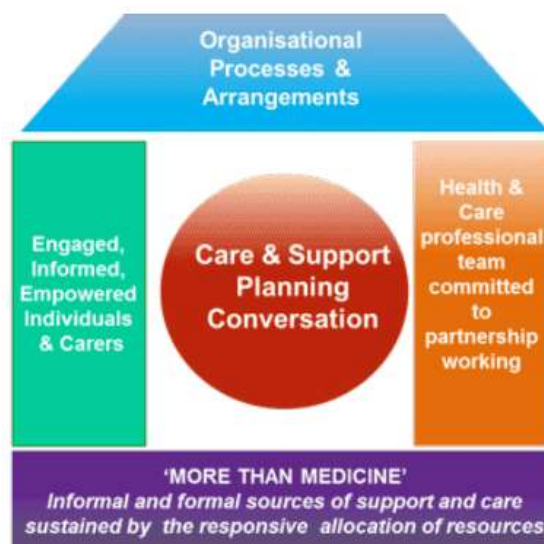 Organisational
Processes &
Arrangements
Engaged,
Informed,
Empowered
Individuals
& Carers
Care & Support
Planning
Conversation
Health &
Care
professional
team
committed
to
partnership
working
'MORE THAN MEDICINE'
Informal and formal sources of support and care
sustained by the responsive allocation of resources